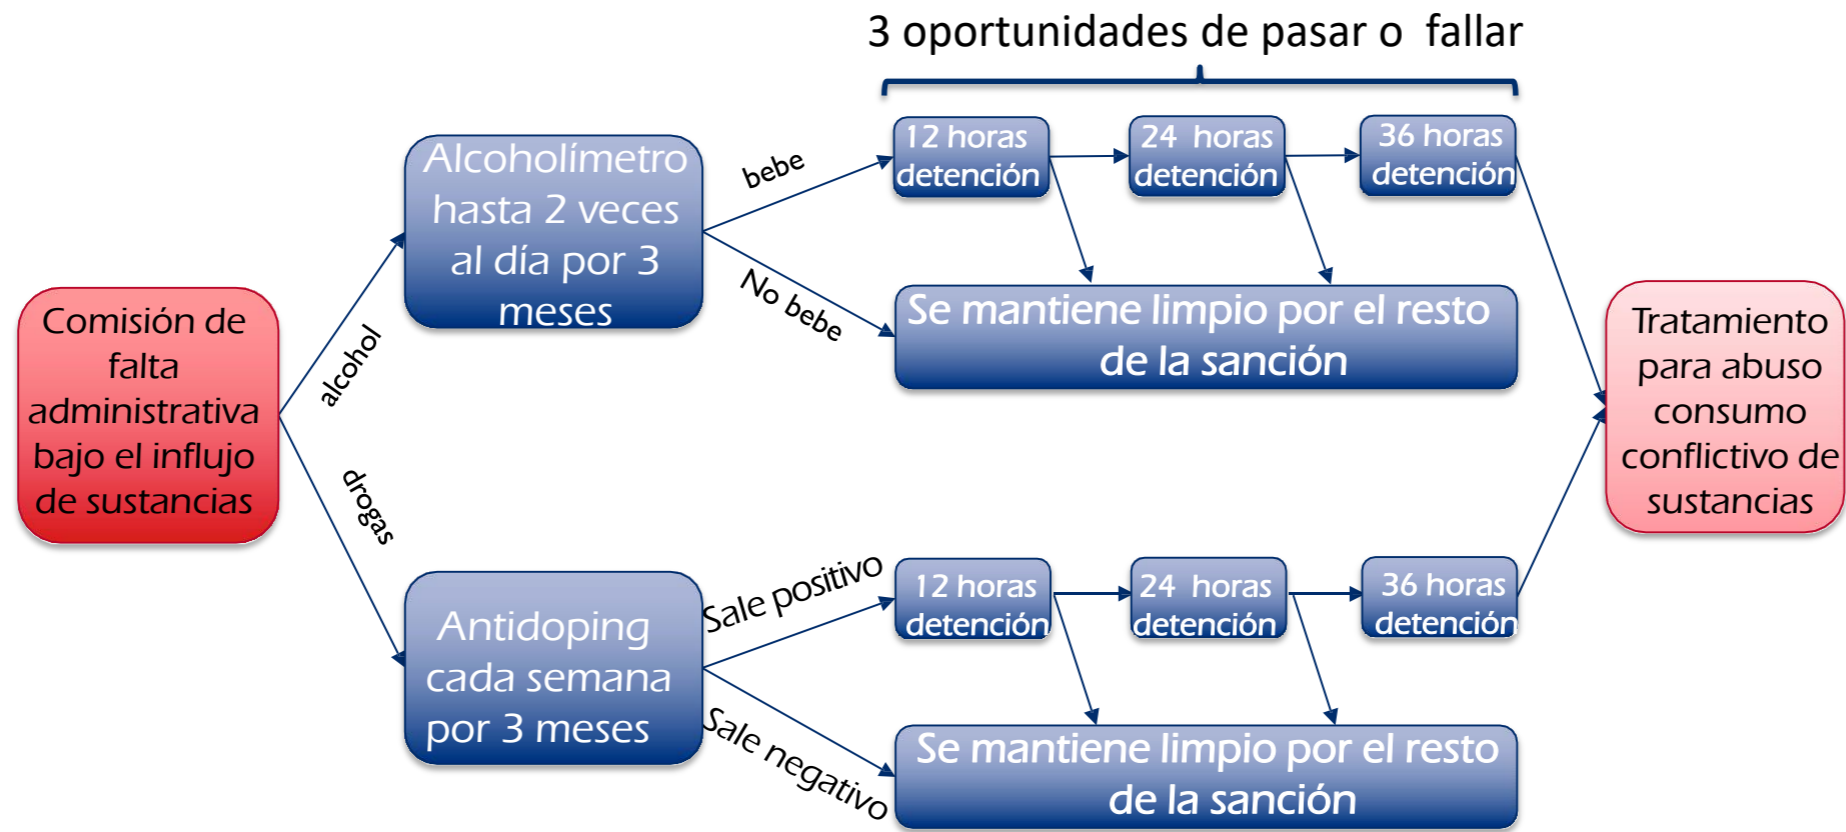 3 oportunidades de pasar o fallar
Comisión de
falta
administrativa
bajo el influjo
de sustancias
alcohol
drogas
Alcoholímetro
hasta 2 veces
al día por 3
meses
bebe
No bebe
12 horas
detención
24 horas
detención
36 horas
detención
Se mantiene limpio por el resto
de la sanción
Antidoping
cada semana
por 3 meses
Sale positivo
Sale negativo
12 horas
detención
24 horas
detención
36 horas
detención
Se mantiene limpio por el resto
de la sanción
Tratamiento
para abuso
consumo
conflictivo de
sustancias